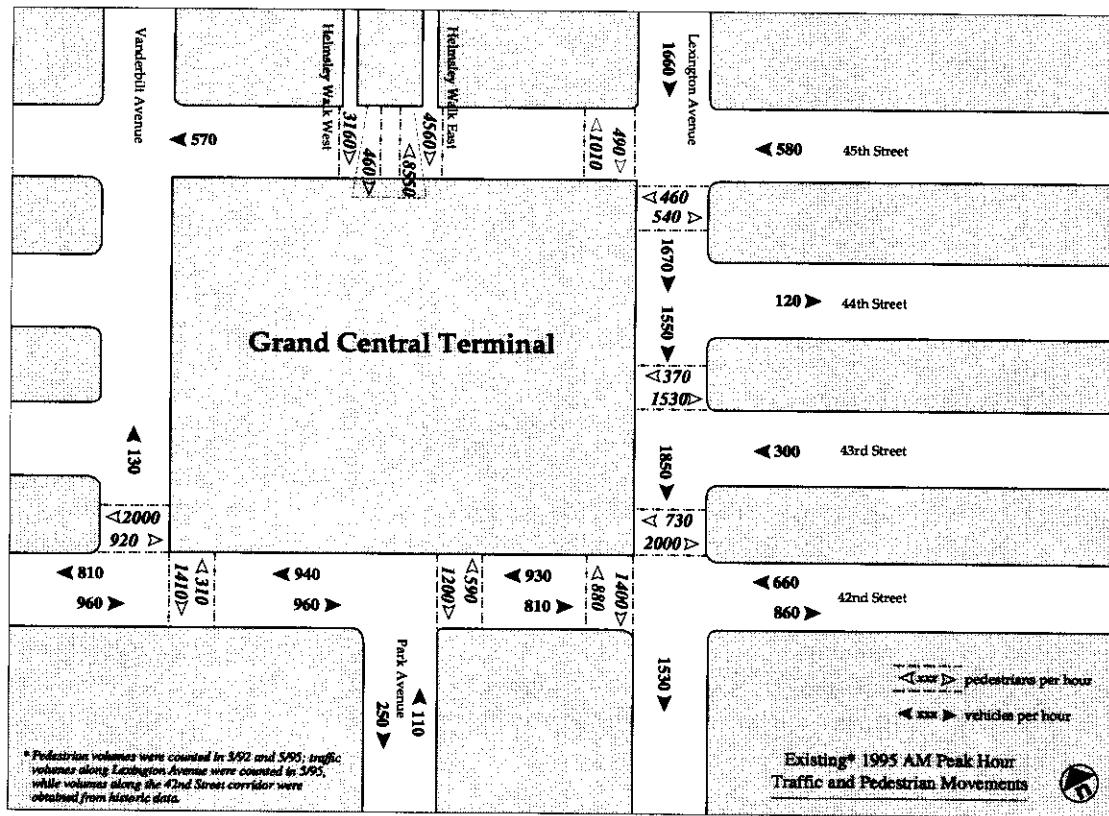 Vanderbilt Avenue
Helmsley Walk West
Helmsley Walk East
Lexington Avenue
1660
570
3160
460
8550
4560
1010
490
580
45th Street
460
540
1670
120
44th Street
1550
Grand Central Terminal
370
1530
130
1850
300
43rd Street
2000
920
730
2000
810
960
1410
310
940
960
1200
590
930
810
880
1400
660
860
42nd Street
Park Avenue
250
110
1530
xxx pedestrians per hour
xxx vehicles per hour
* Pedestrian volumes were counted in 3/92 and 5/95; traffic
volumes along Lexington Avenue were counted in 5/95,
while volumes along the 42nd Street corridor were
obtained from historic data.
Existing* 1995 AM Peak Hour
Traffic and Pedestrian Movements
n